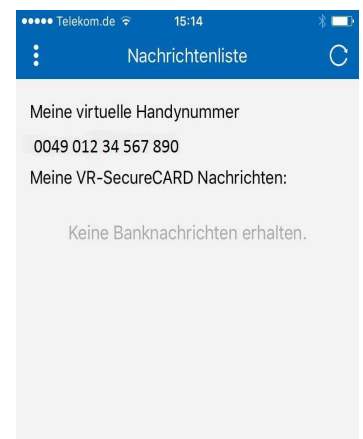 Telekom.de 15:14
Nachrichtenliste
Meine virtuelle Handynummer
0049 012 34 567 890
Meine VR-SecureCARD Nachrichten:
Keine Banknachrichten erhalten.